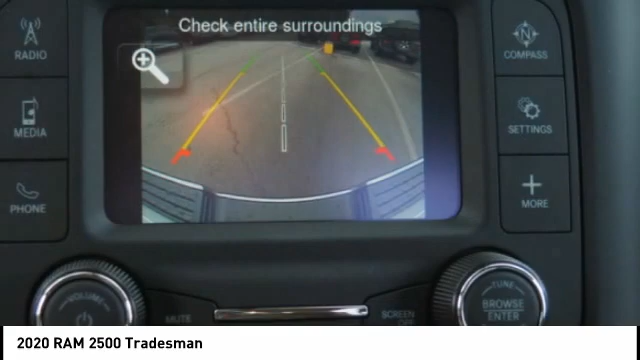 Check entire surroundings
RADIO
COMPASS
N
MEDIA
SETTINGS
PHONE
MORE
VOLUME
MUTE
SCREEN
OFF
TUNE
BROWSE
ENTER
2020 RAM 2500 Tradesman